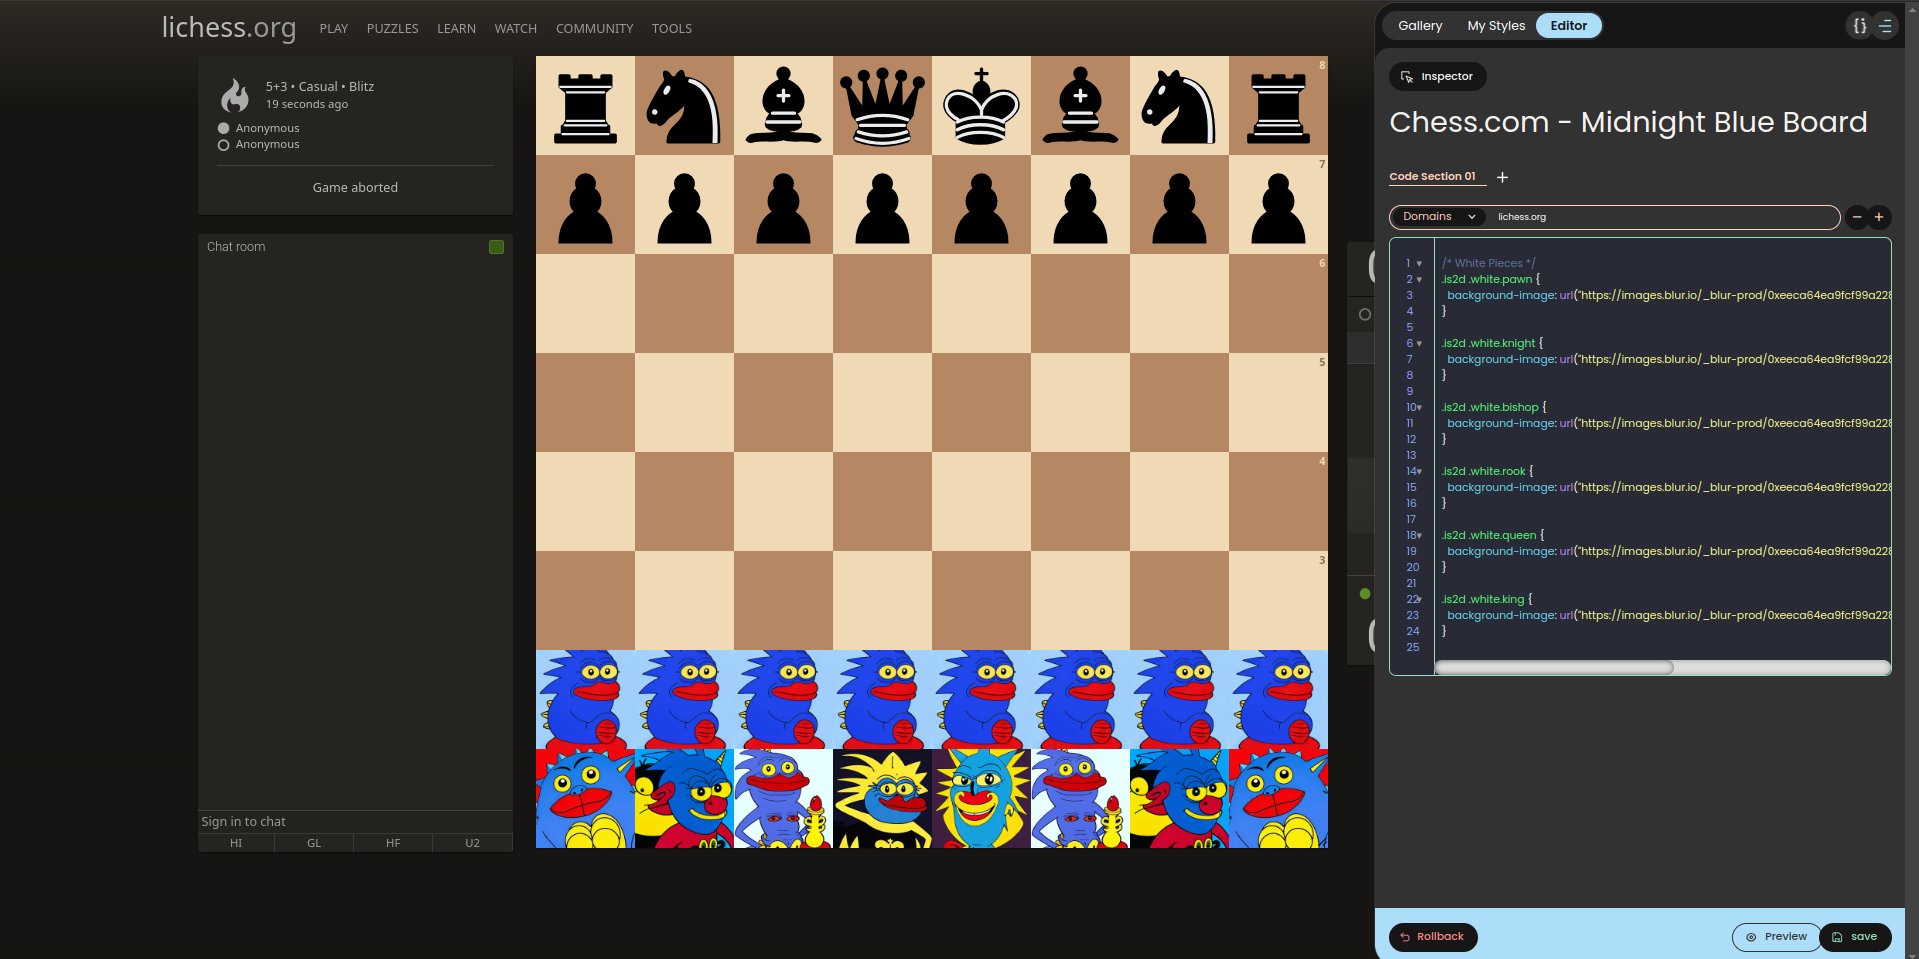 lichess.org
PLAY PUZZLES LEARN WATCH COMMUNITY TOOLS
5+3 • Casual • Blitz
19 seconds ago
Anonymous
Anonymous
Game aborted
Chat room
Sign in to chat
HI GL HF U2
8
7
6
5
4
3
Gallery My Styles Editor
Inspector
Chess.com - Midnight Blue Board
Code Section 01 +
Domains lichess.org
1 /* White Pieces */
2 .is2d .white.pawn {
3 background-image: url("https://images.blur.io/_blur-prod/0xeeca64ea9fcf99a228
4 }
5
6 .is2d .white.knight {
7 background-image: url("https://images.blur.io/_blur-prod/0xeeca64ea9fcf99a228
8 }
9
10 .is2d .white.bishop {
11 background-image: url("https://images.blur.io/_blur-prod/0xeeca64ea9fcf99a228
12 }
13
14 .is2d .white.rook {
15 background-image: url("https://images.blur.io/_blur-prod/0xeeca64ea9fcf99a228
16 }
17
18 .is2d .white.queen {
19 background-image: url("https://images.blur.io/_blur-prod/0xeeca64ea9fcf99a228
20 }
21
22 .is2d .white.king {
23 background-image: url("https://images.blur.io/_blur-prod/0xeeca64ea9fcf99a228
24 }
25
Rollback Preview save